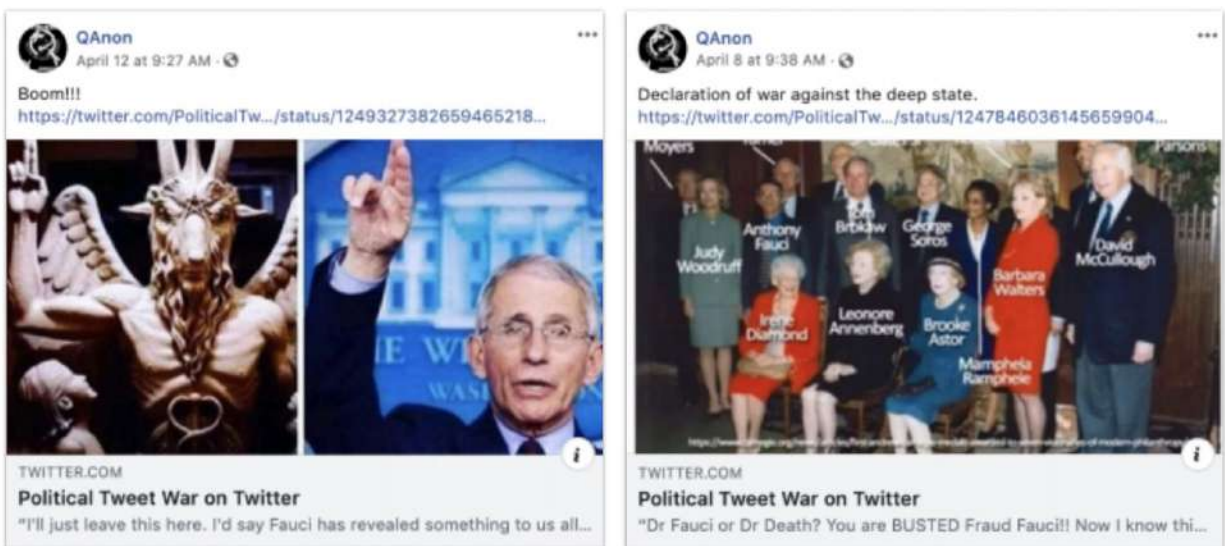 QAnon
April 12 at 9:27 AM
Boom!!!
https://twitter.com/PoliticalTw.../status/1249327382659465218...
E W
WAS
TWITTER.COM
Political Tweet War on Twitter
"I'll just leave this here. I'd say Fauci has revealed something to us all...
QAnon
April 8 at 9:38 AM
Declaration of war against the deep state.
https://twitter.com/PoliticalTw.../status/1247846036145659904...
Moyers
Parsons
Judy
Woodruff
Anthony
Fauci
Tom
Brokaw
George
Soros
Barbara
Walters
David
McCullough
Irene
Diamond
Leonore
Annenberg
Brooke
Astor
Mamphela
Ramphele
TWITTER.COM
Political Tweet War on Twitter
"Dr Fauci or Dr Death? You are BUSTED Fraud Fauci!! Now I know thi...